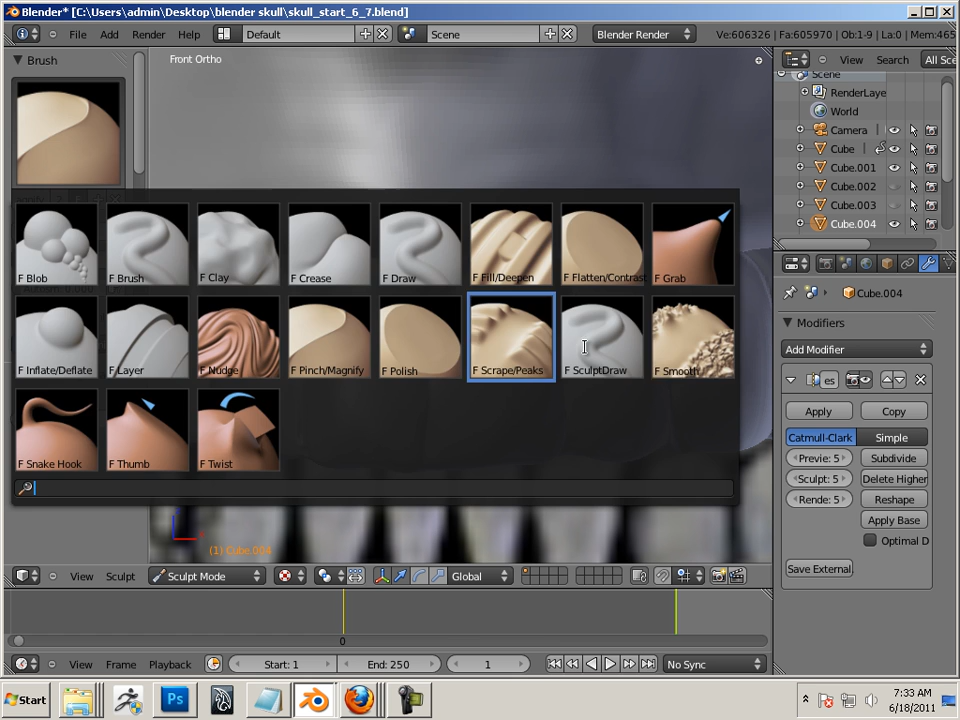 Blender* [C:\Users\admin\Desktop\blender skull\skull_start_6_7.blend]
File Add Render Help Default Scene Blender Render Ve:606326 | Fa:605970 | Ob:1-9 | La:0 | Mem:465
Brush
Front Ortho
View Search All Sce
Scene
RenderLaye
World
Camera
Cube
Cube.001
Cube.002
Cube.003
Cube.004
F Blob F Brush F Clay F Crease F Draw F Fill/Deepen F Flatten/Contrast F Grab
F Inflate/Deflate F Layer F Nudge F Pinch/Magnify F Polish F Scrape/Peaks F SculptDraw F Smooth
F Snake Hook F Thumb F Twist
Cube.004
Modifiers
Add Modifier
es
Apply Copy
Catmull-Clark Simple
Previe: 5 Subdivide
Sculpt: 5 Delete Higher
Rende: 5 Reshape
Apply Base
Optimal D
Save External.
(1) Cube.004
View Sculpt Sculpt Mode Global
0
View Frame Playback Start: 1 End: 250 1 No Sync
Start Ps 7:33 AM
6/18/2011